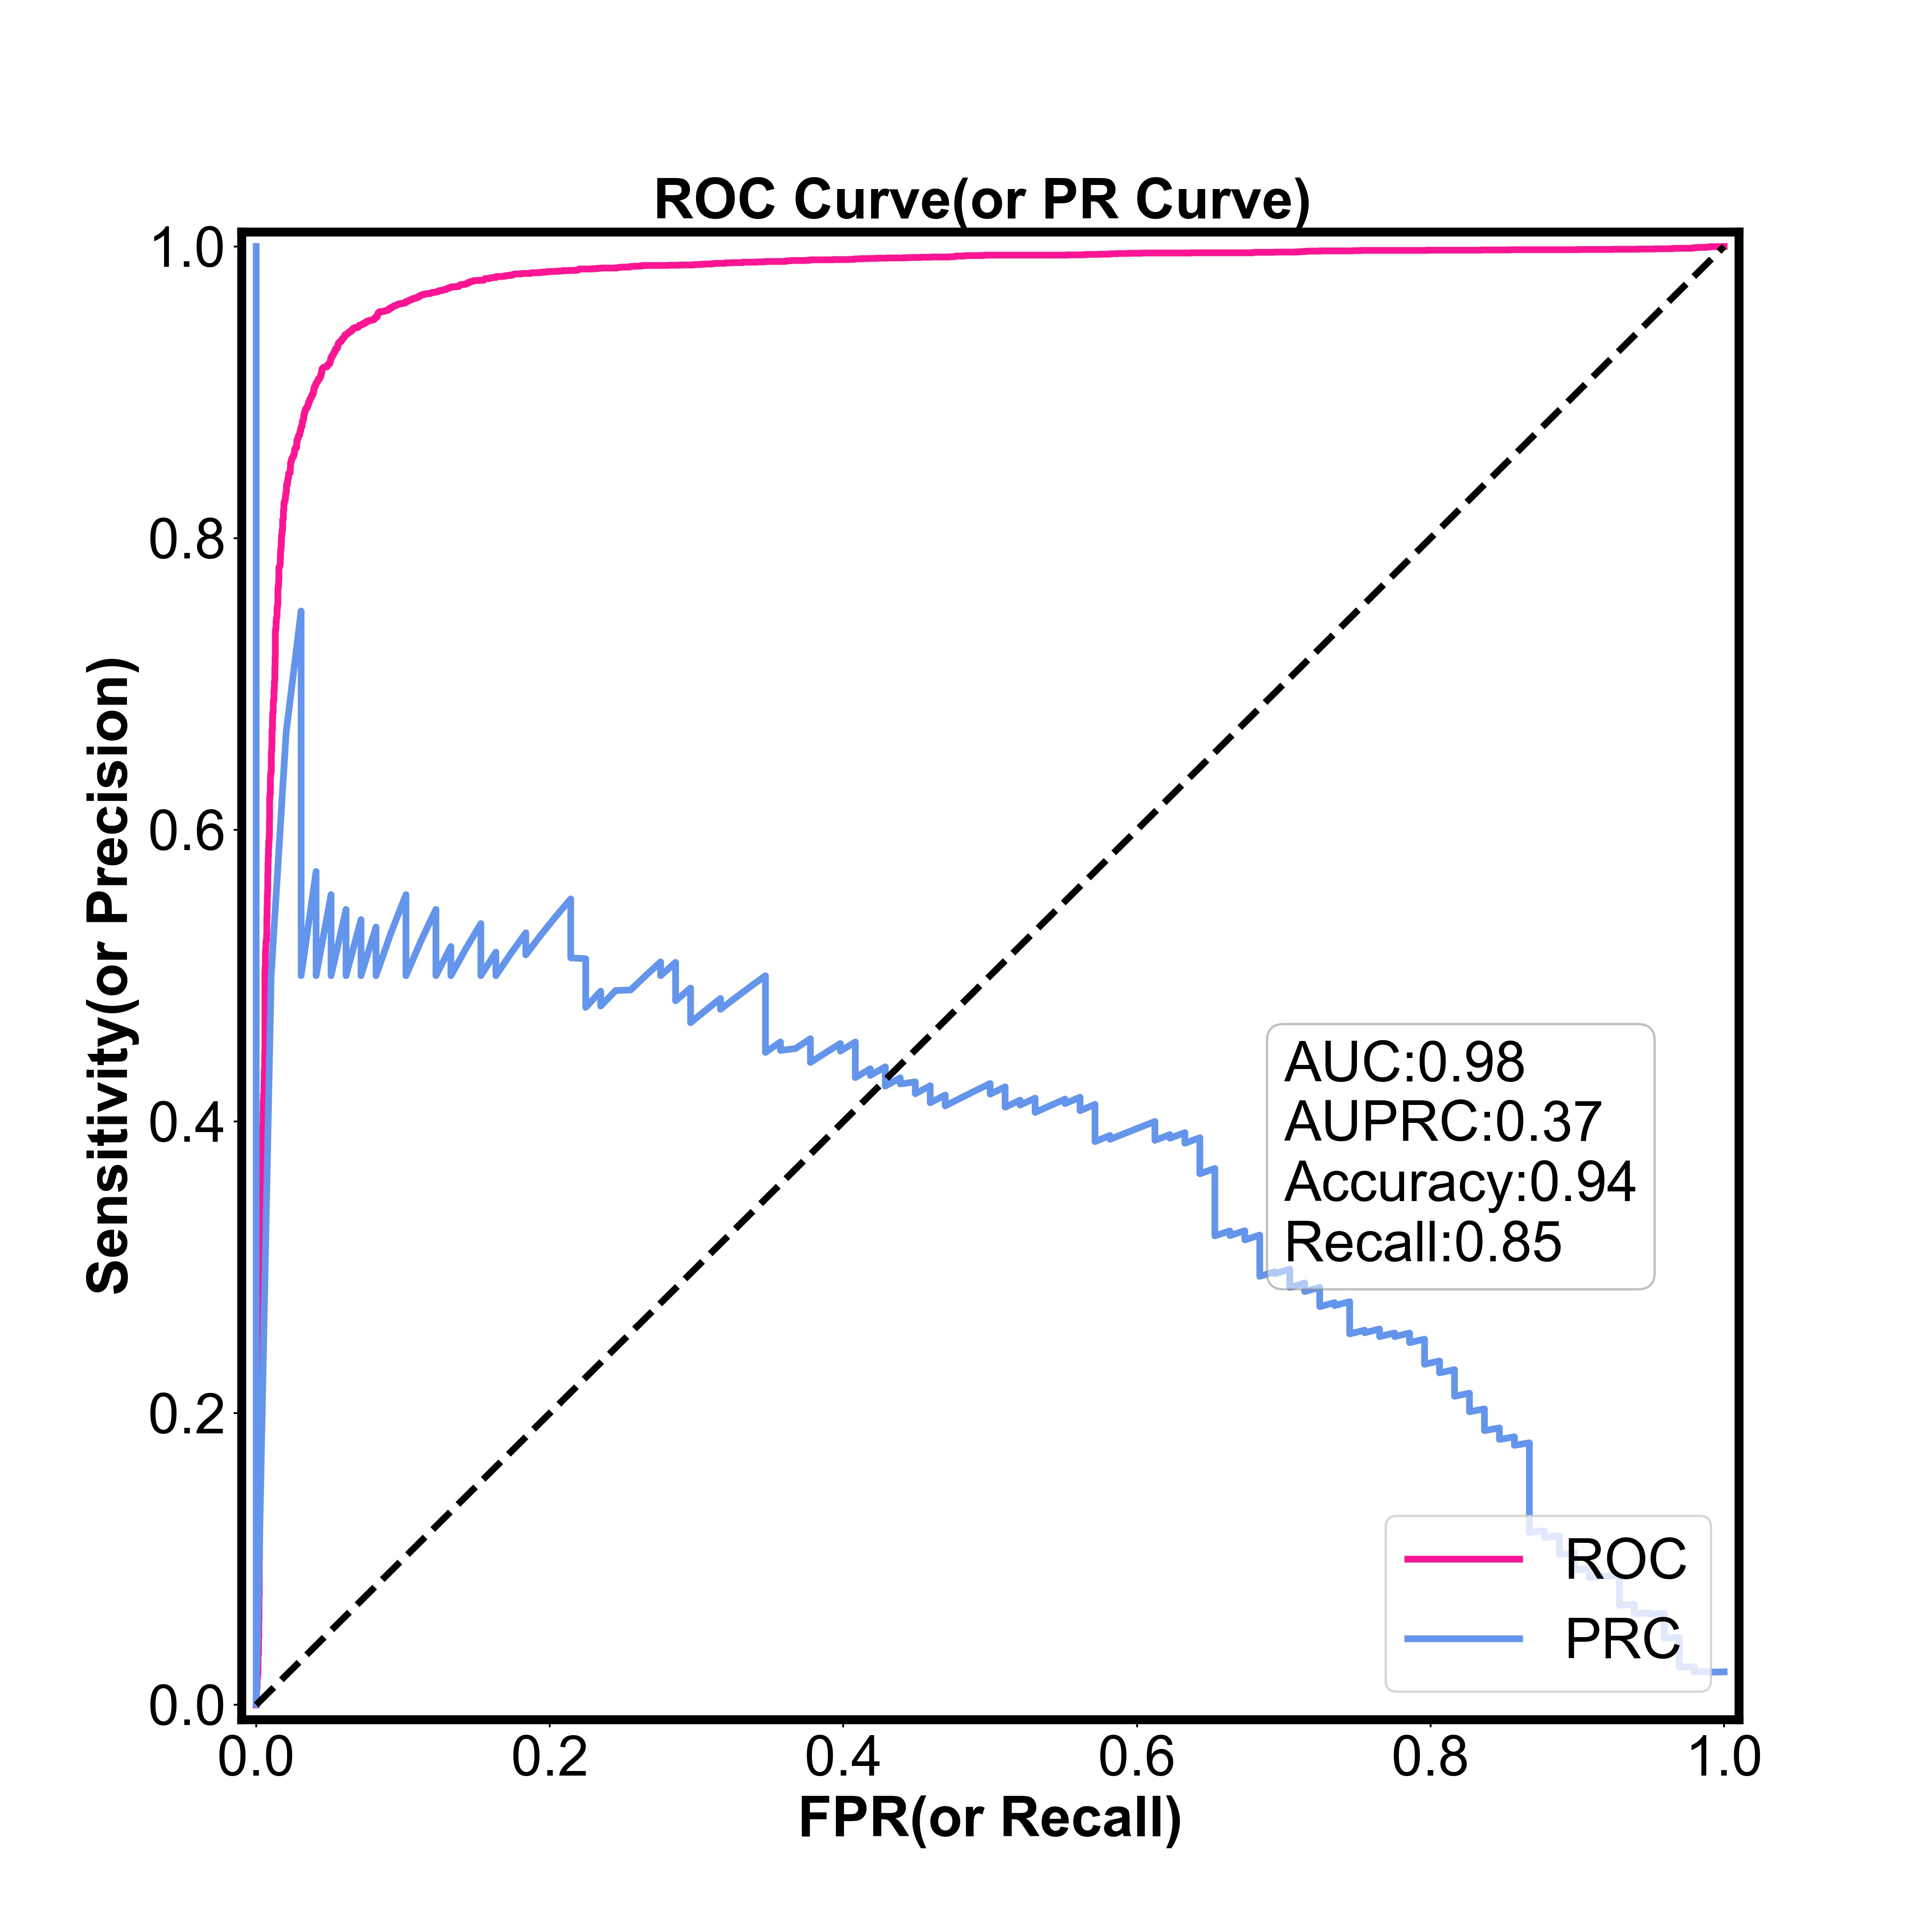 ROC Curve(or PR Curve)
1.0
0.8
0.6
0.4
0.2
0.0
Sensitivity(or Precision)
AUC:0.98
AUPRC:0.37
Accuracy:0.94
Recall:0.85
ROC
PRC
0.0 0.2 0.4 0.6 0.8 1.0
FPR(or Recall)